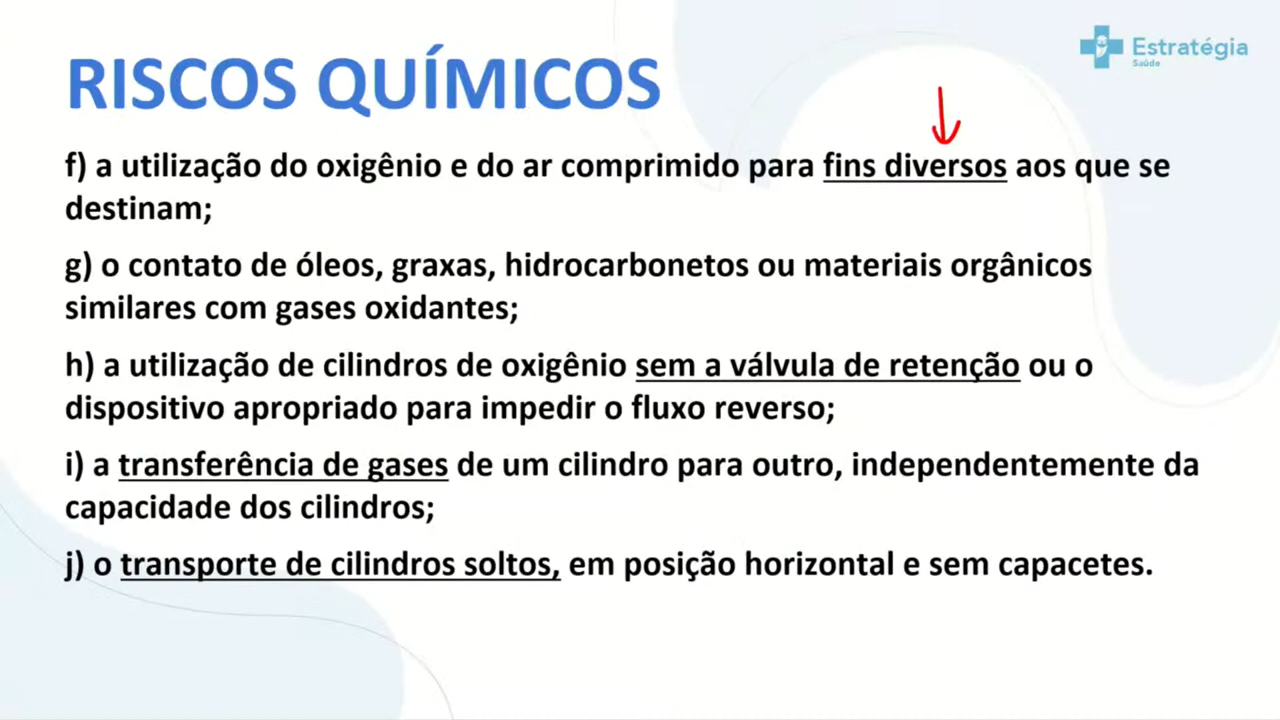 Estratégia
Saúde
RISCOS QUÍMICOS
f) a utilização do oxigênio e do ar comprimido para fins diversos aos que se
destinam;
g) o contato de óleos, graxas, hidrocarbonetos ou materiais orgânicos
similares com gases oxidantes;
h) a utilização de cilindros de oxigênio sem a válvula de retenção ou o
dispositivo apropriado para impedir o fluxo reverso;
i) a transferência de gases de um cilindro para outro, independentemente da
capacidade dos cilindros;
j) o transporte de cilindros soltos, em posição horizontal e sem capacetes.